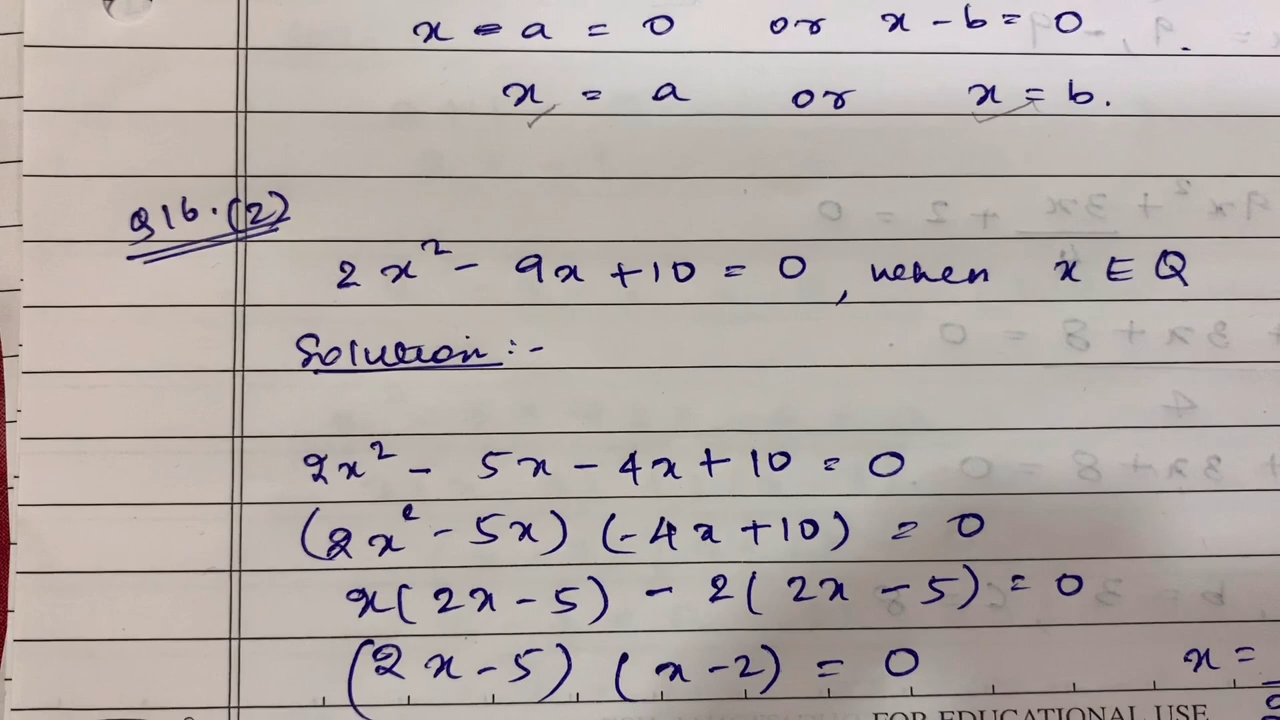 x - a = 0 or x - b = 0
x = a or x = b.
Q16.(2)
2x² - 9x + 10 = 0, when x ∈ Q
Solution :-
2x² - 5x - 4x + 10 = 0
(2x² - 5x) (-4x + 10) = 0
x(2x - 5) - 2(2x - 5) = 0
(2x - 5) (x - 2) = 0 x =
FOR EDUCATIONAL USE